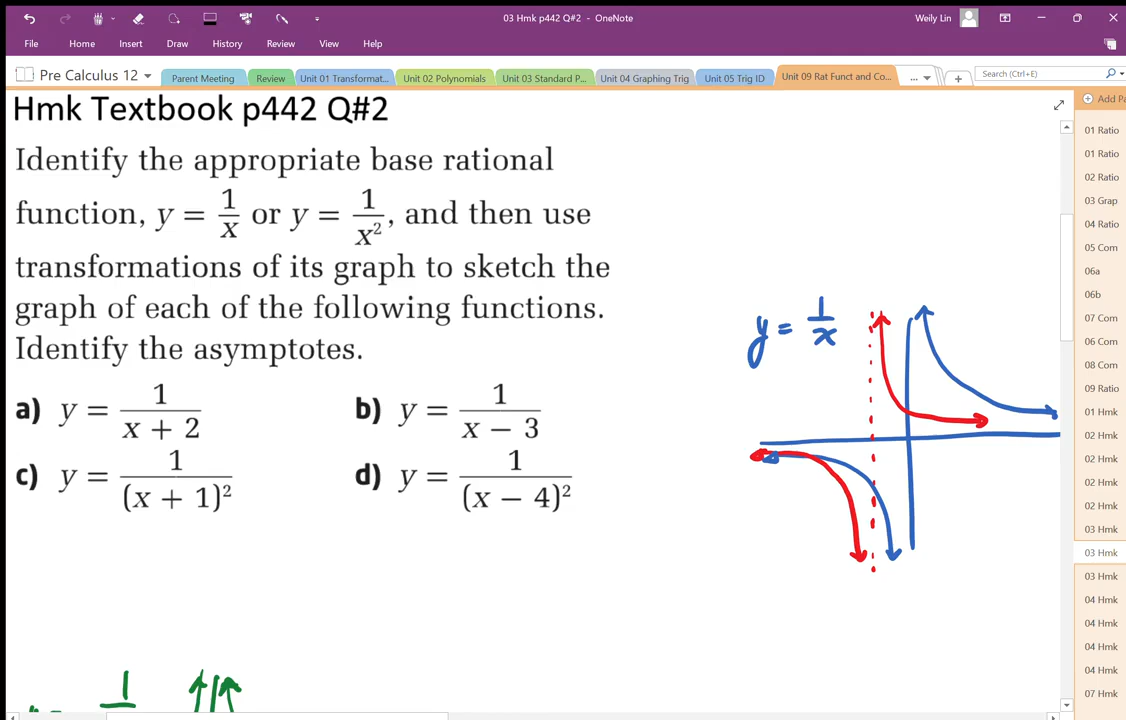 03 Hmk p442 Q#2 - OneNote
Weily Lin
File Home Insert Draw History Review View Help
Pre Calculus 12
Parent Meeting
Review
Unit 01 Transformat...
Unit 02 Polynomials
Unit 03 Standard P...
Unit 04 Graphing Trig
Unit 05 Trig ID
Unit 09 Rat Funct and Co...
...
Search (Ctrl+E)
Hmk Textbook p442 Q#2
Identify the appropriate base rational
function, y = 1/x or y = 1/x², and then use
transformations of its graph to sketch the
graph of each of the following functions.
Identify the asymptotes.
a) y = 1/(x + 2)
b) y = 1/(x − 3)
c) y = 1/(x + 1)²
d) y = 1/(x − 4)²
y = 1/x
1
Add Pa
01 Ratio
01 Ratio
02 Ratio
03 Grap
04 Ratio
05 Com
06a
06b
07 Com
06 Com
08 Com
09 Ratio
01 Hmk
02 Hmk
02 Hmk
02 Hmk
02 Hmk
03 Hmk
03 Hmk
03 Hmk
04 Hmk
04 Hmk
04 Hmk
04 Hmk
07 Hmk